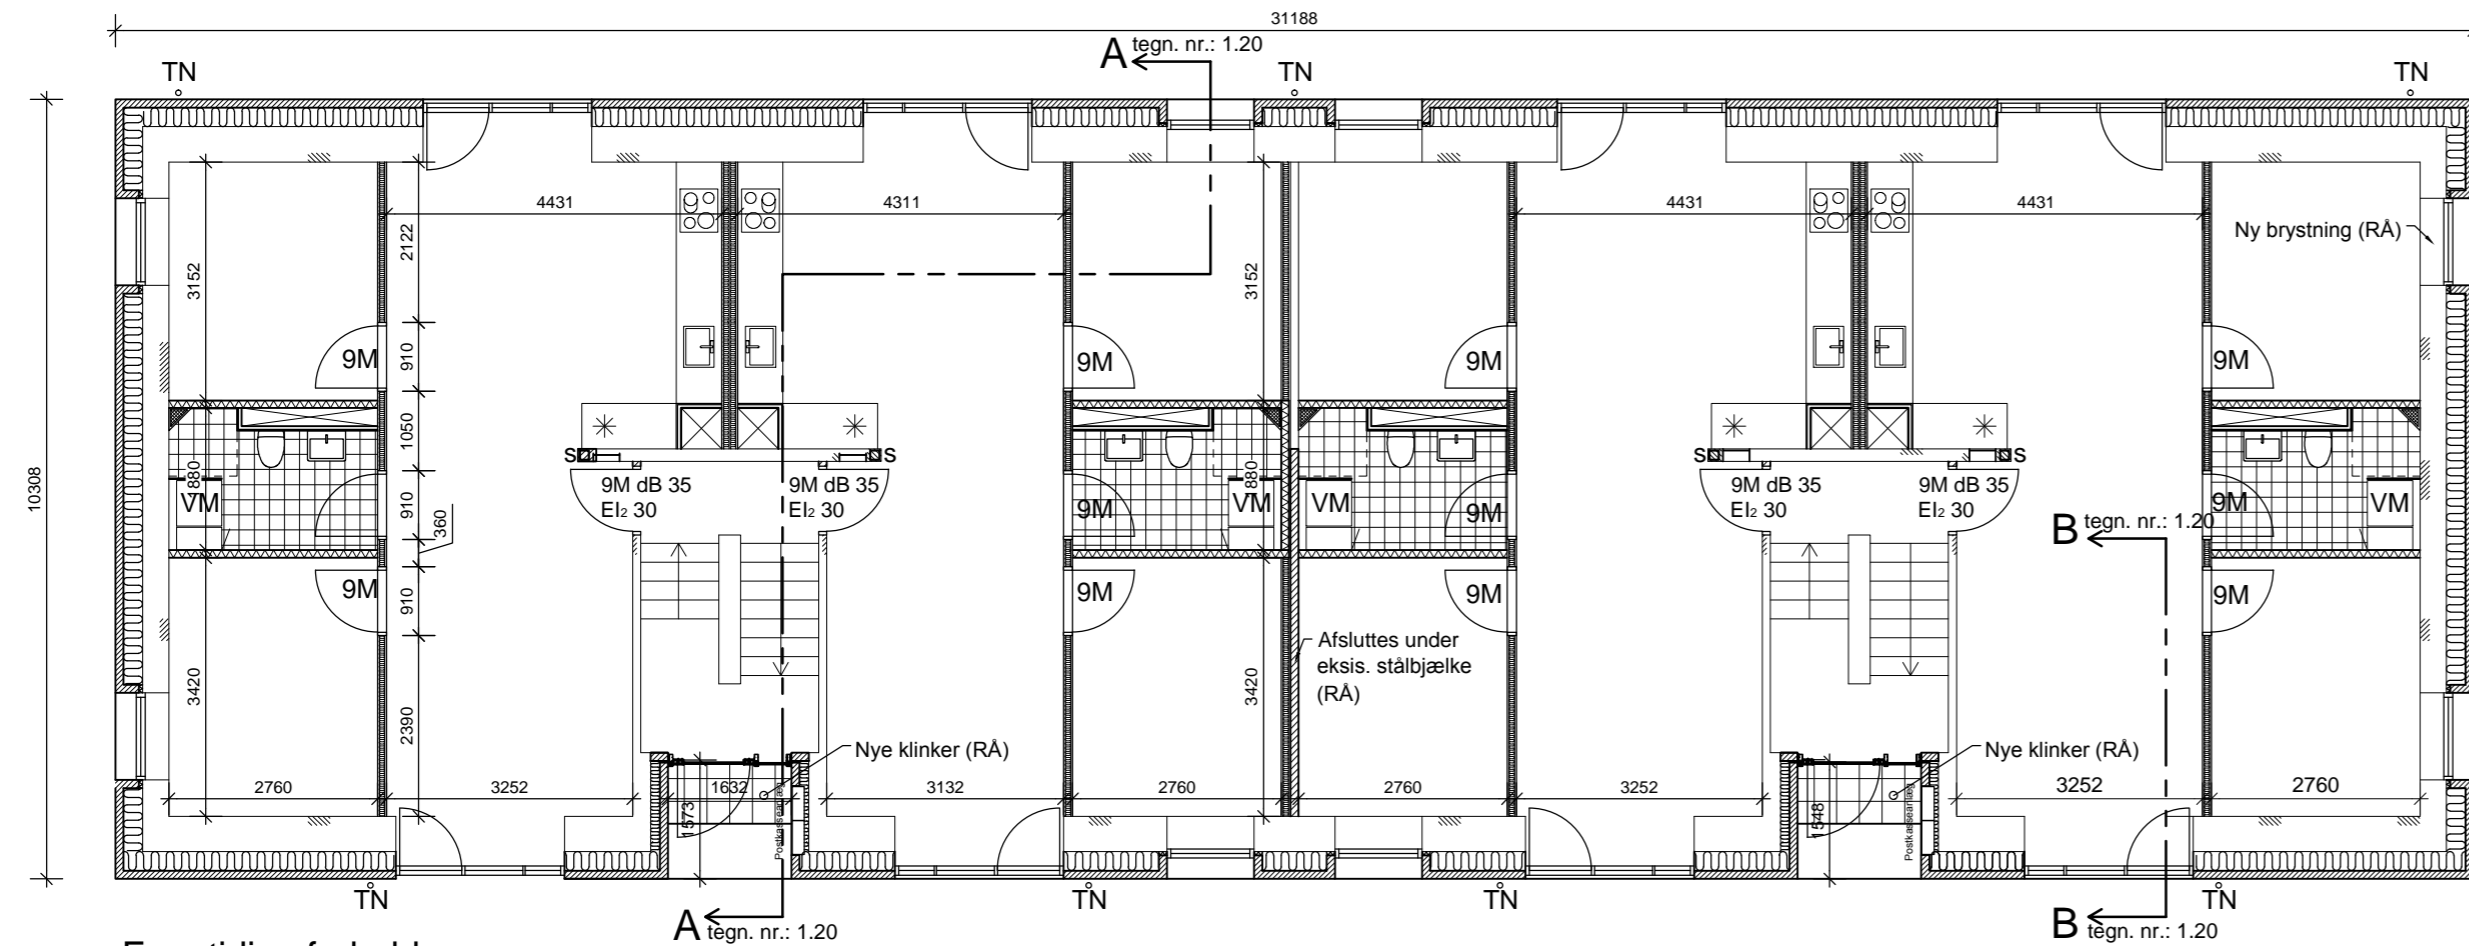 31188
A tegn. nr.: 1.20
TN
TN
TN
4431
4311
4431
4431
Ny brystning (RÅ)
2122
3152
3152
10308
910
9M
9M
9M
9M
1050
S
S
S
S
880
880
9M dB 35
EI2 30
9M dB 35
EI2 30
9M dB 35
EI2 30
9M dB 35
EI2 30
VM
910
360
9M
VM
VM
9M
9M
VM
B tegn. nr.: 1.20
9M
910
9M
9M
9M
Afsluttes under
eksis. stålbjælke
(RÅ)
3420
2390
3420
Nye klinker (RÅ)
Nye klinker (RÅ)
2760
3252
1632
3132
2760
2760
3252
3252
2760
1573
Postkasseanlæg
1548
Postkasseanlæg
TN
TN
TN
TN
A tegn. nr.: 1.20
B tegn. nr.: 1.20